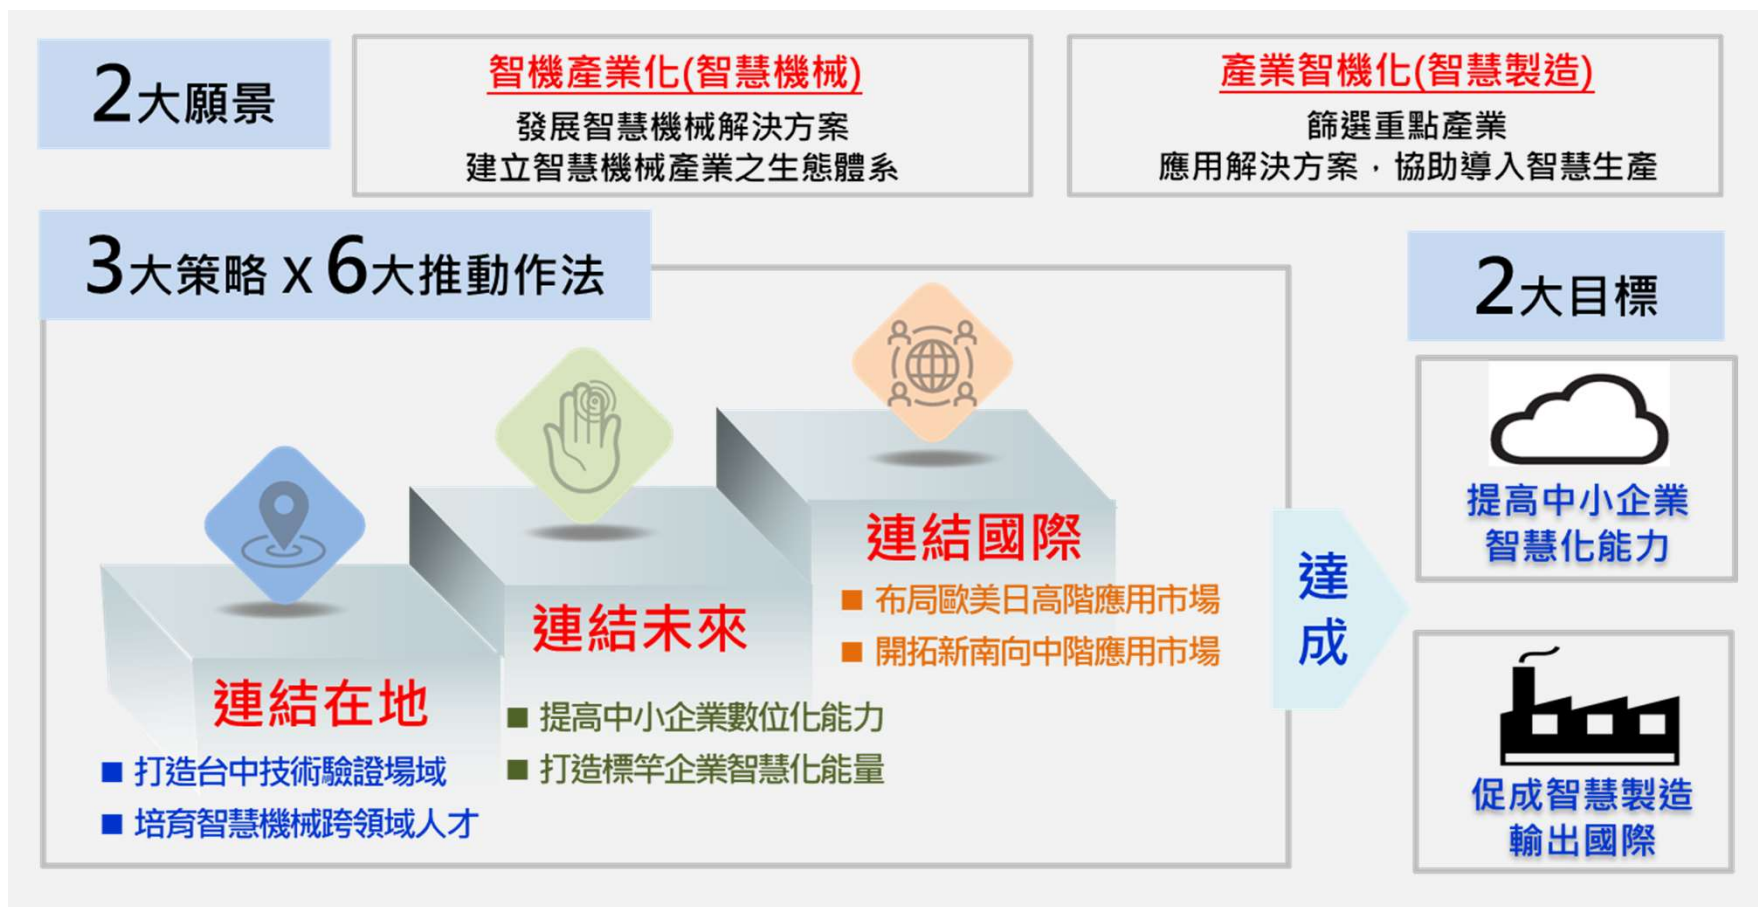 2大願景
智機產業化(智慧機械)
發展智慧機械解決方案
建立智慧機械產業之生態體系
產業智機化(智慧製造)
篩選重點產業
應用解決方案，協助導入智慧生產
3大策略 X 6大推動作法
連結在地
■ 打造台中技術驗證場域
■ 培育智慧機械跨領域人才
連結未來
■ 提高中小企業數位化能力
■ 打造標竿企業智慧化能量
連結國際
■ 布局歐美日高階應用市場
■ 開拓新南向中階應用市場
達
成
2大目標
提高中小企業
智慧化能力
促成智慧製造
輸出國際